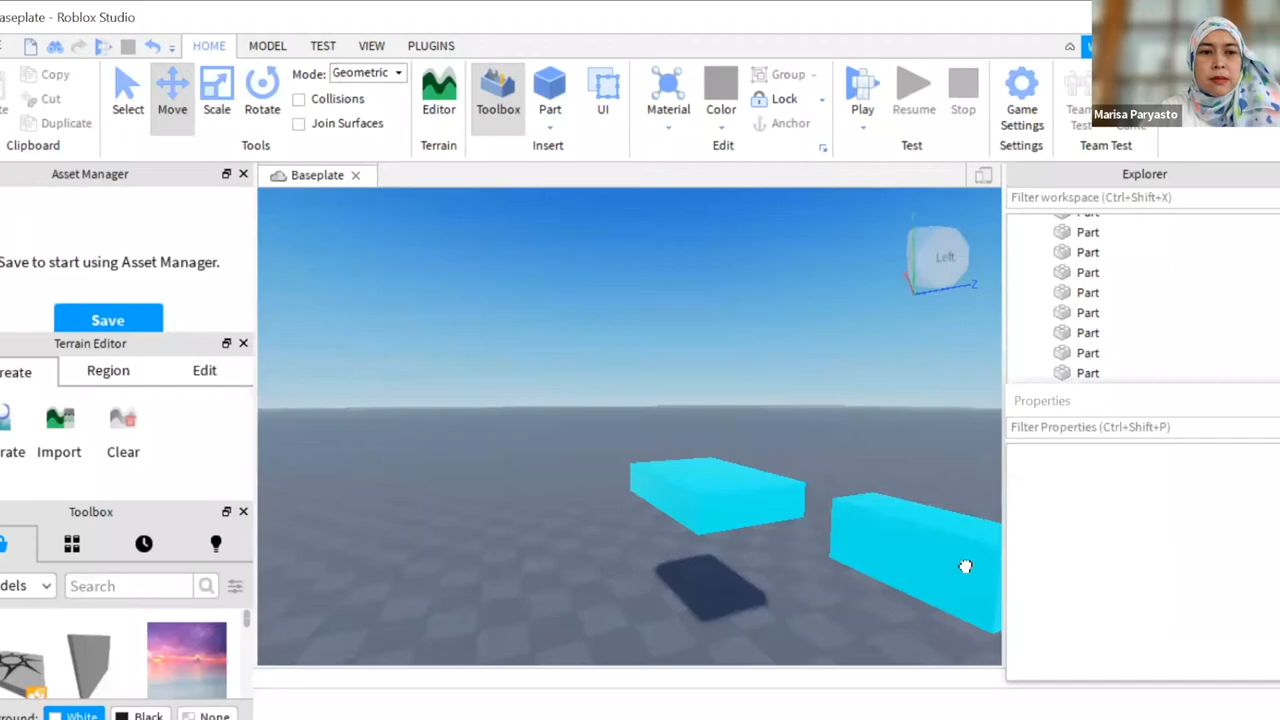 aseplate - Roblox Studio
HOME MODEL TEST VIEW PLUGINS
Copy
Cut
Duplicate
Clipboard
Select Move Scale Rotate
Mode: Geometric
Collisions
Join Surfaces
Tools
Editor
Terrain
Toolbox Part UI
Insert
Material Color
Group
Lock
Anchor
Edit
Play Resume Stop
Test
Game
Settings
Settings
Team Test
Marisa Paryasto
Asset Manager
Save to start using Asset Manager.
Save
Terrain Editor
reate Region Edit
rate Import Clear
Toolbox
dels Search
round: White Black None
Baseplate
Left
Z
Explorer
Filter workspace (Ctrl+Shift+X)
Part
Part
Part
Part
Part
Part
Part
Part
Part
Properties
Filter Properties (Ctrl+Shift+P)